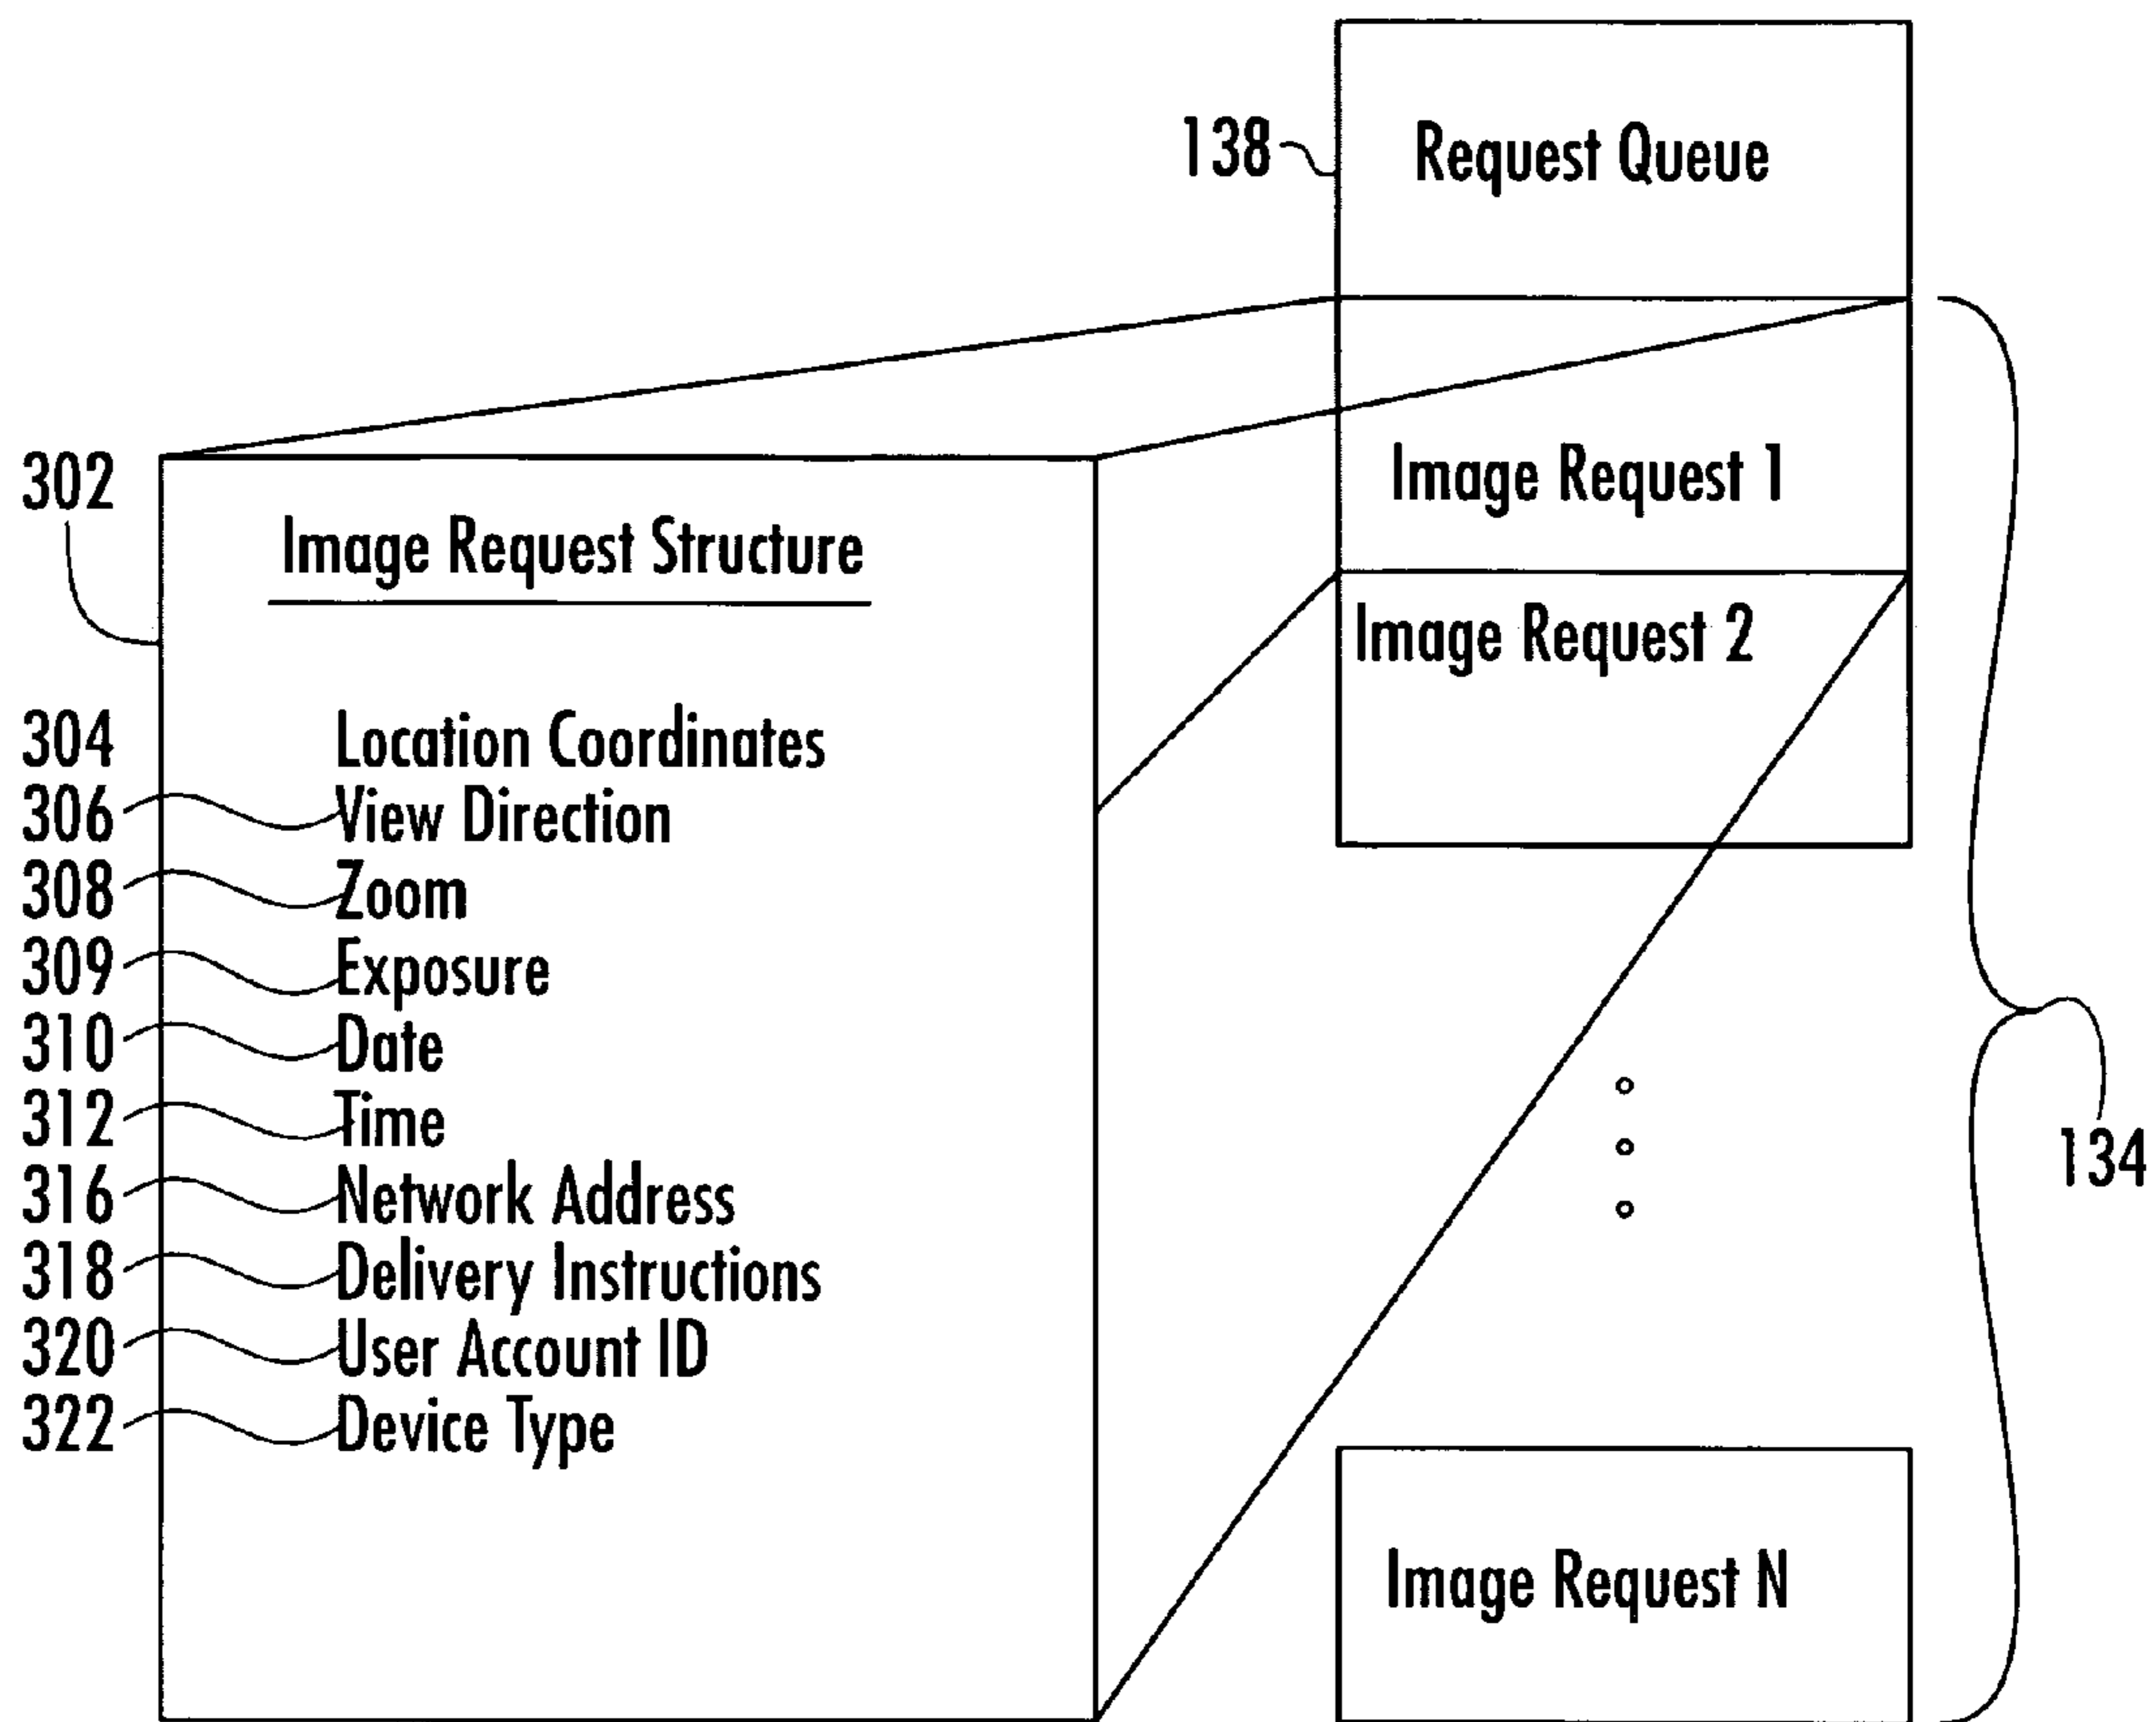 138 Request Queue
302
Image Request Structure
Image Request 1
Image Request 2
304 Location Coordinates
306 View Direction
308 Zoom
309 Exposure
310 Date
312 Time
316 Network Address
318 Delivery Instructions
320 User Account ID
322 Device Type
134
Image Request N